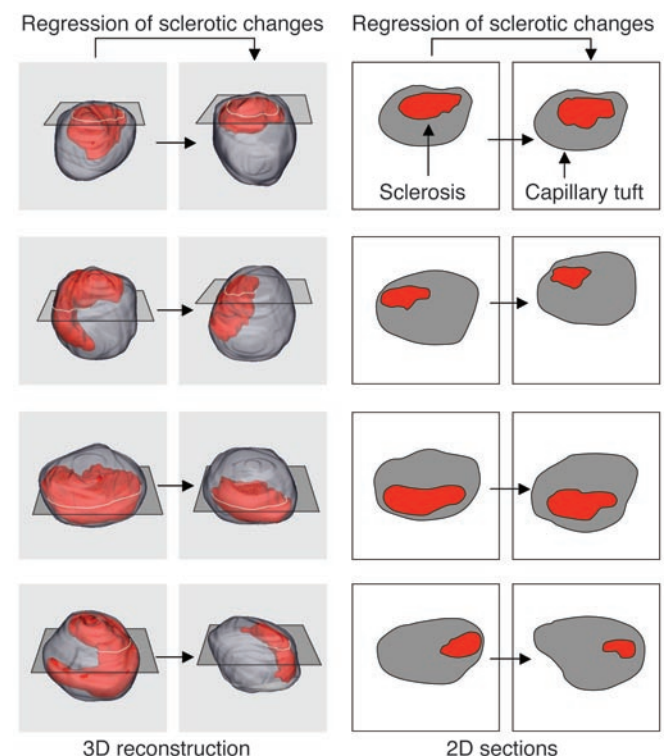 Regression of sclerotic changes
Regression of sclerotic changes
Sclerosis
Capillary tuft
3D reconstruction
2D sections